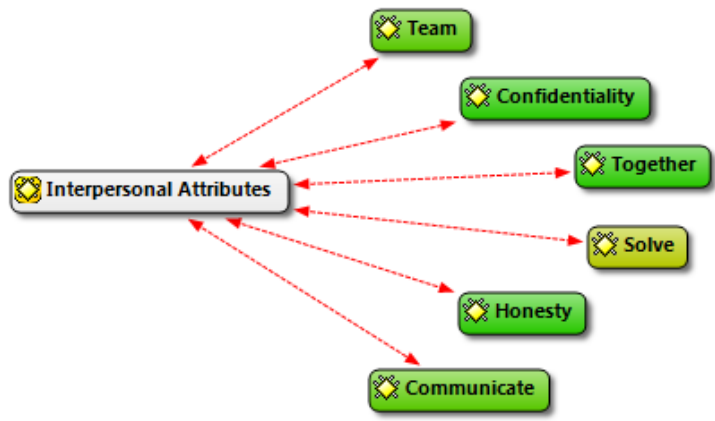 Team
Confidentiality
Together
Interpersonal Attributes
Solve
Honesty
Communicate